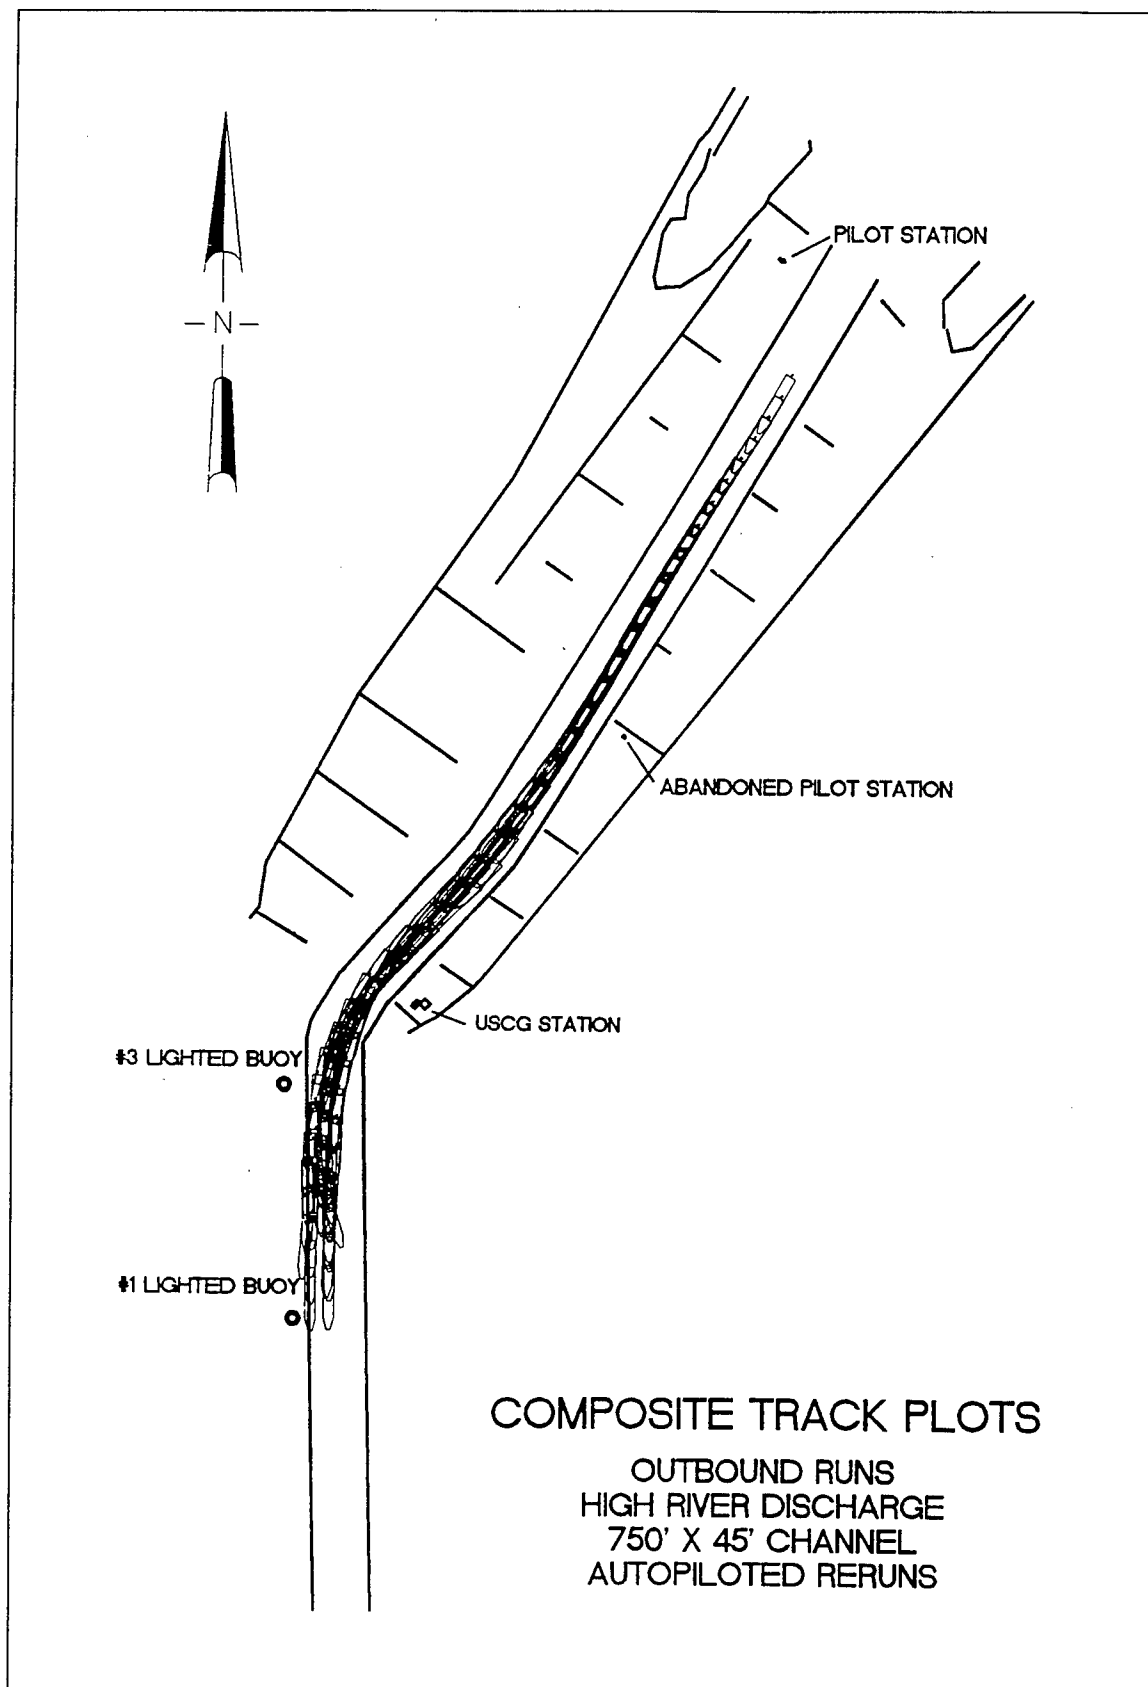 PILOT STATION
– N –
ABANDONED PILOT STATION
USCG STATION
#3 LIGHTED BUOY
#1 LIGHTED BUOY
COMPOSITE TRACK PLOTS
OUTBOUND RUNS
HIGH RIVER DISCHARGE
750' X 45' CHANNEL
AUTOPILOTED RERUNS